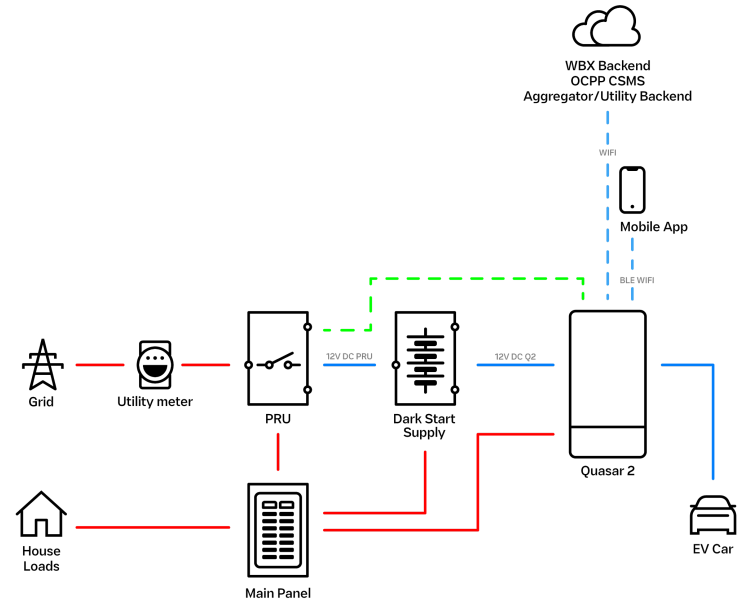 WBX Backend
OCPP CSMS
Aggregator/Utility Backend
WIFI
Mobile App
BLE WIFI
12V DC PRU
12V DC Q2
Grid
Utility meter
PRU
Dark Start
Supply
Quasar 2
House
Loads
Main Panel
EV Car